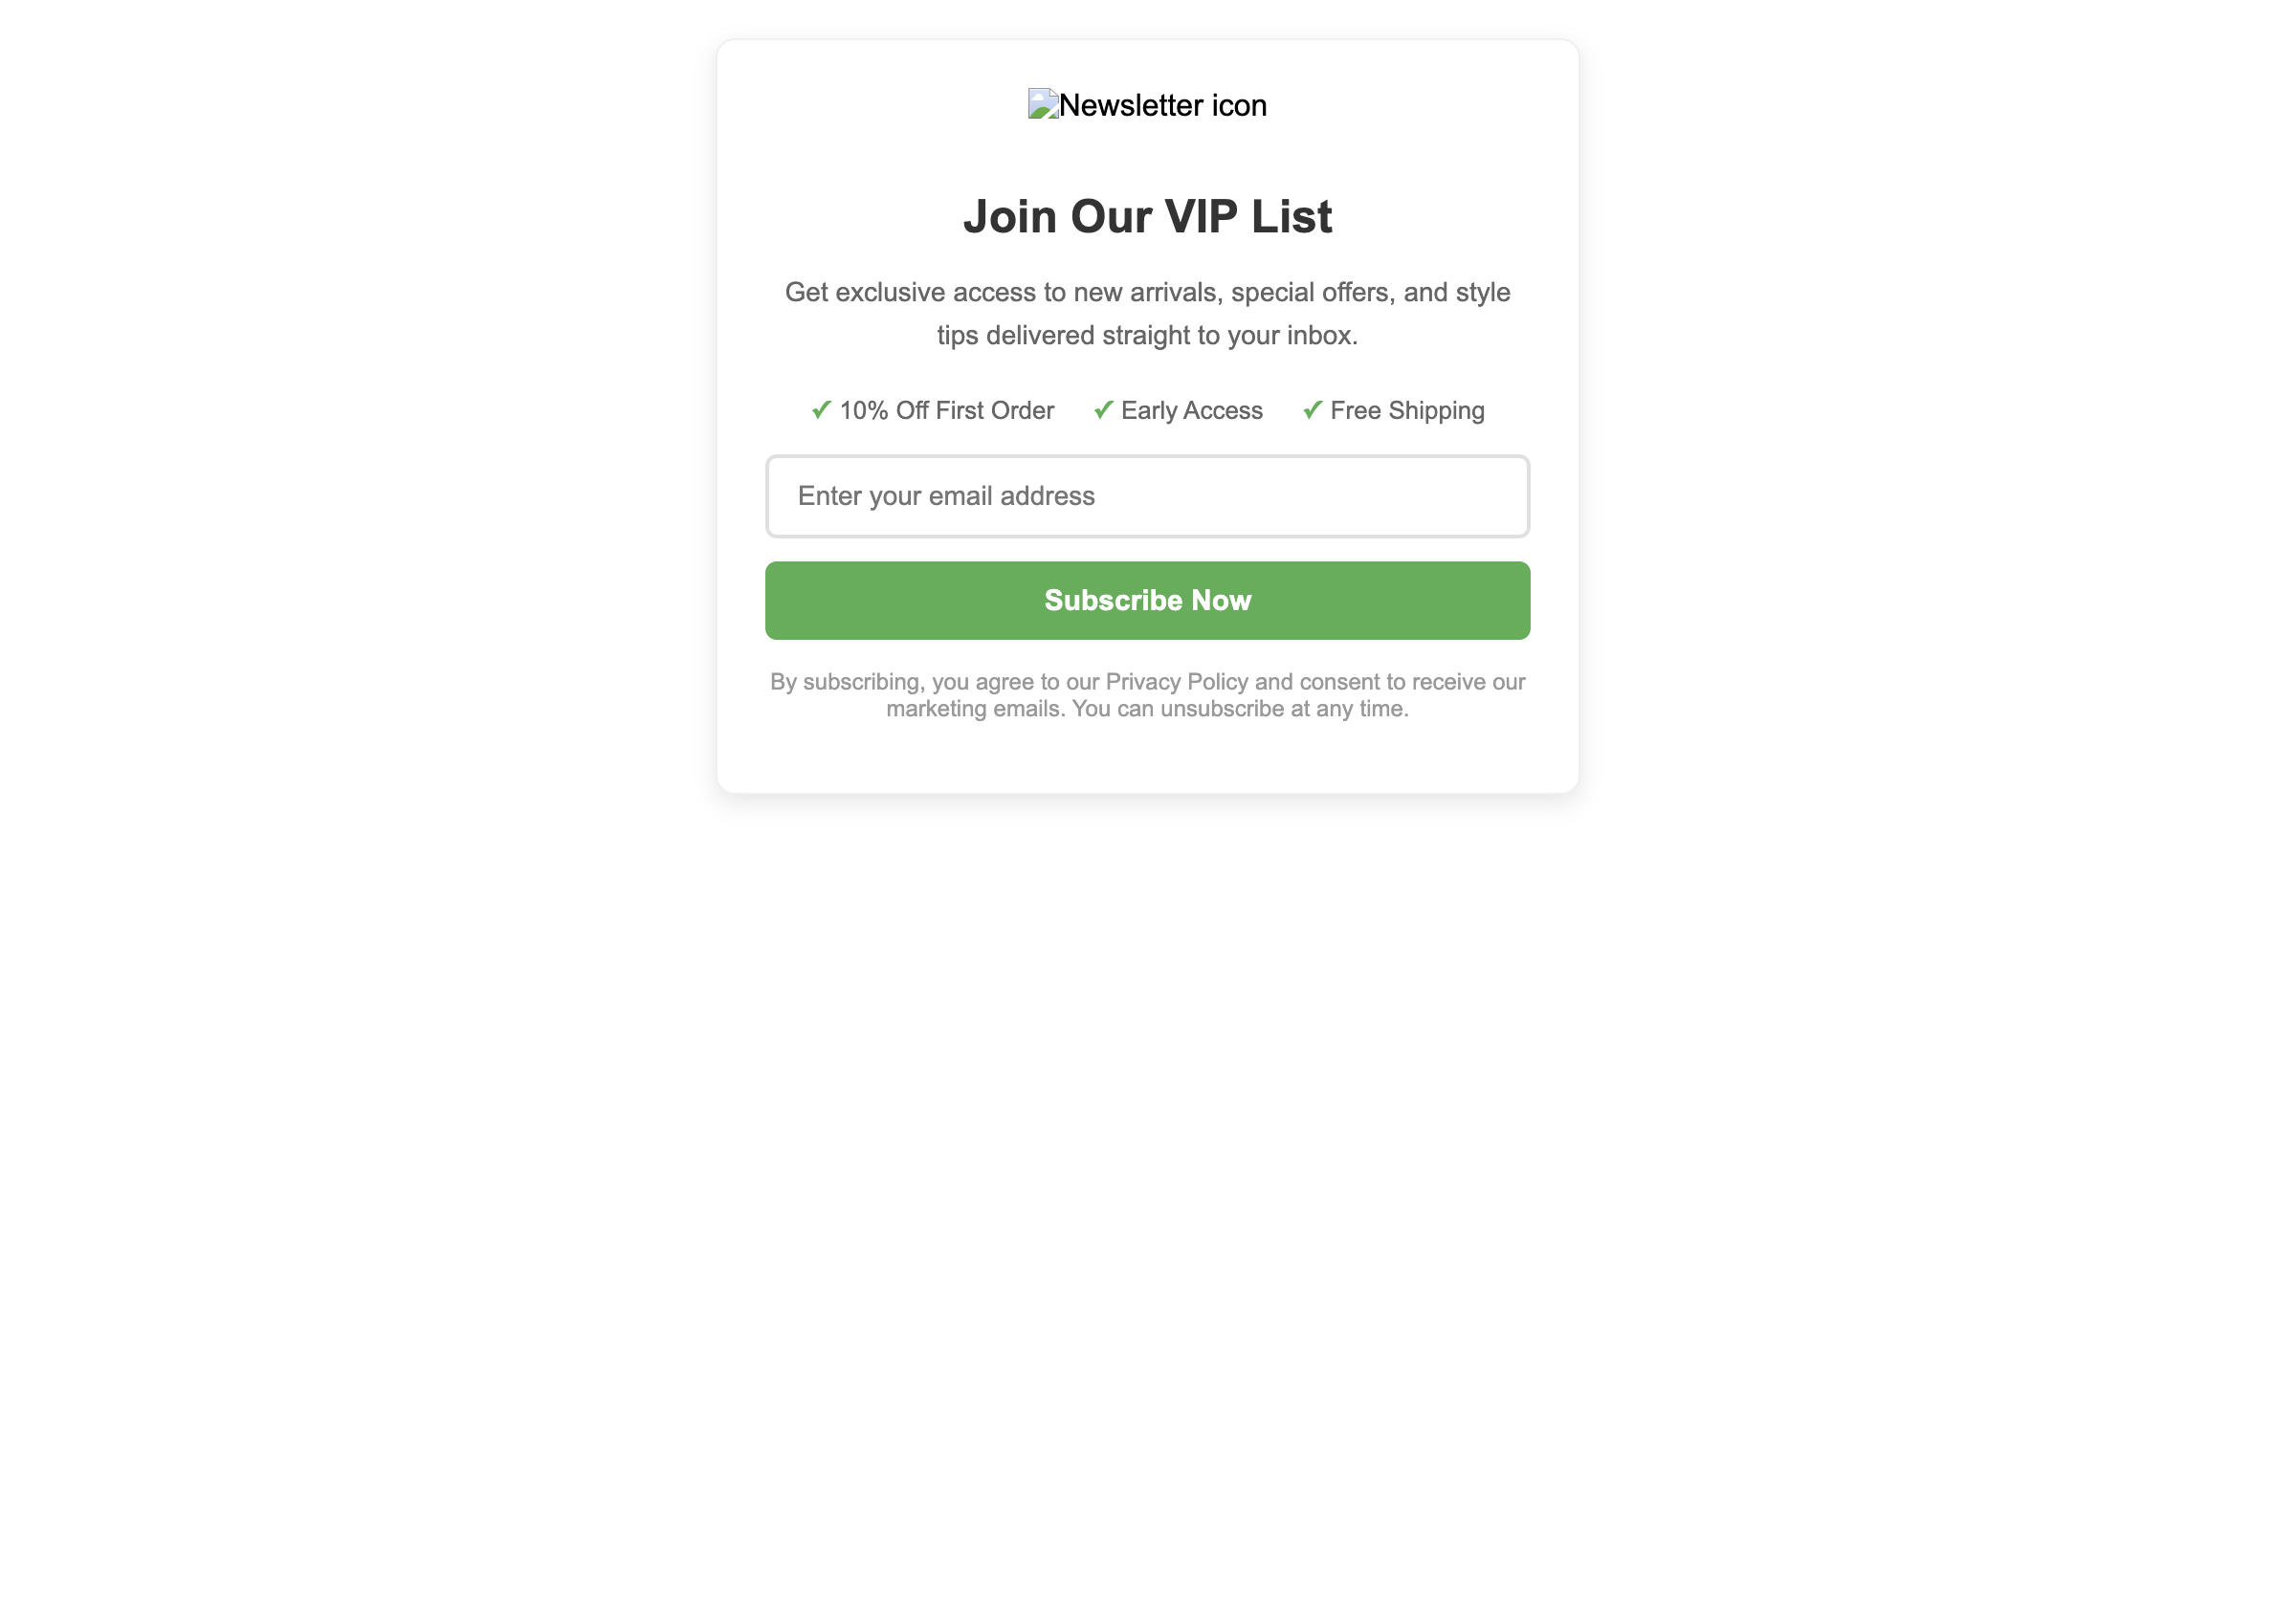 Newsletter icon
Join Our VIP List
Get exclusive access to new arrivals, special offers, and style
tips delivered straight to your inbox.
✓ 10% Off First Order ✓ Early Access ✓ Free Shipping
Enter your email address
Subscribe Now
By subscribing, you agree to our Privacy Policy and consent to receive our
marketing emails. You can unsubscribe at any time.